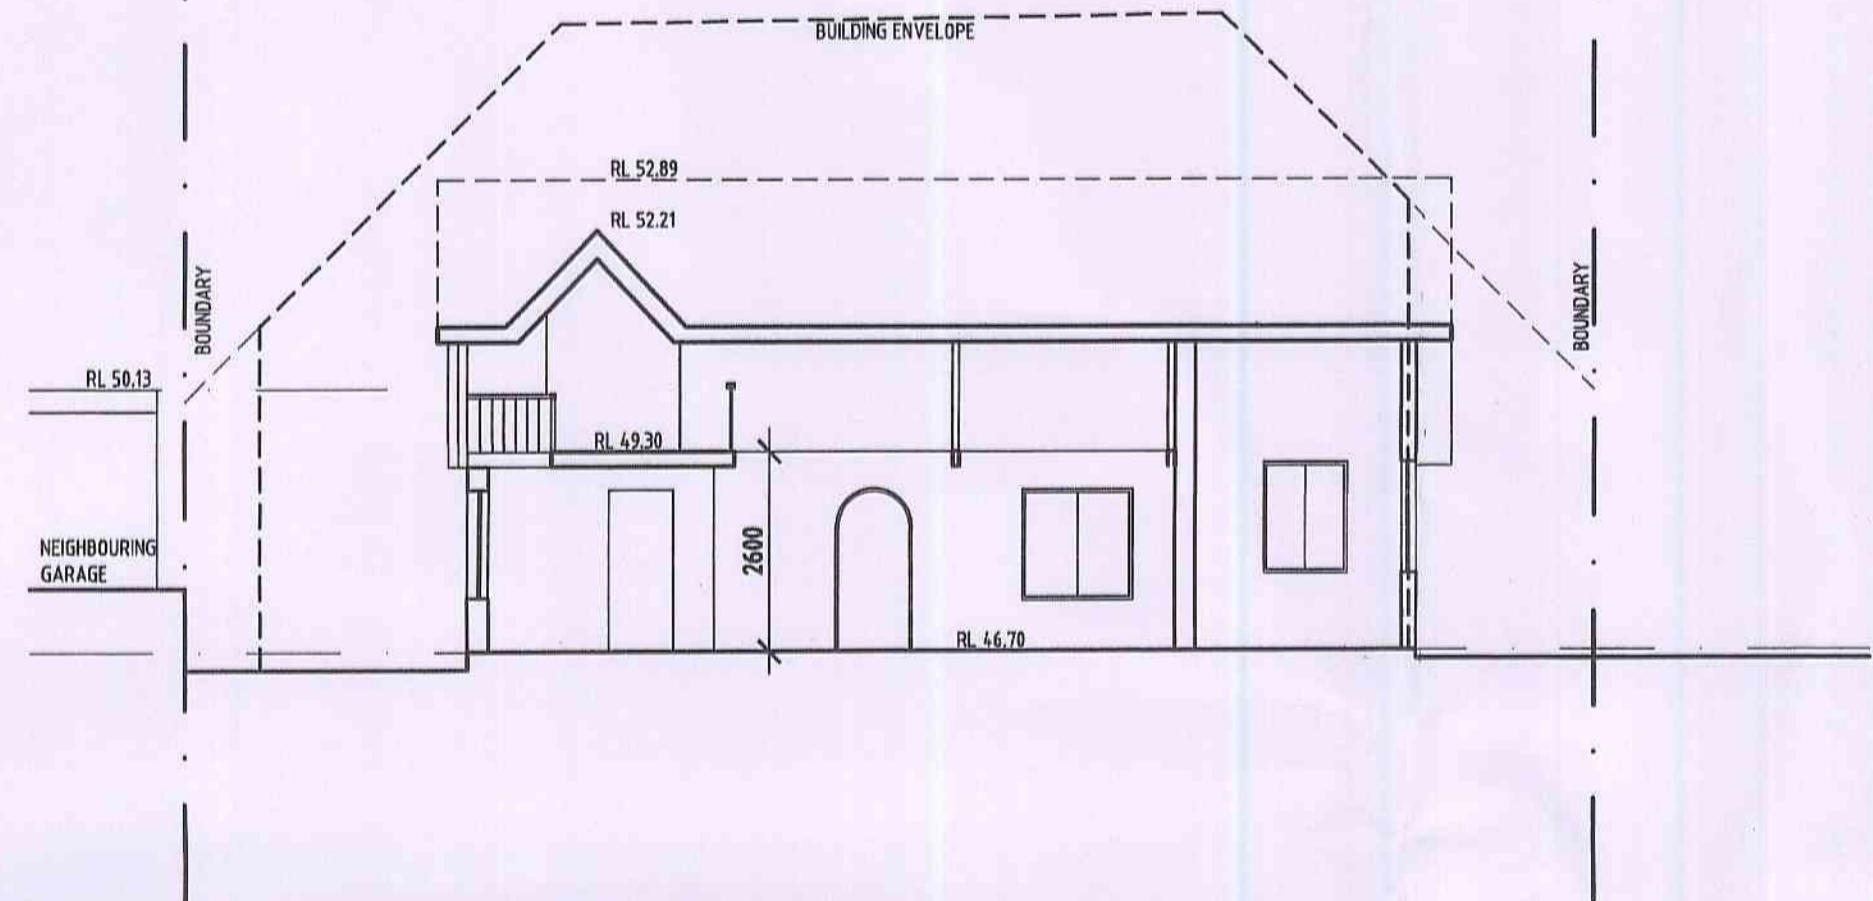 BUILDING ENVELOPE
RL 52.89
RL 52.21
BOUNDARY
BOUNDARY
RL 50.13
RL 49.30
2600
NEIGHBOURING
GARAGE
RL 46.70